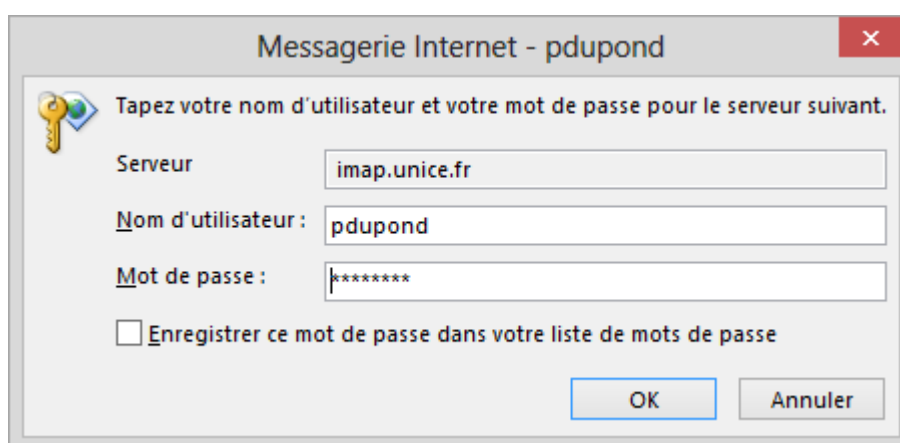 Messagerie Internet - pdupond
Tapez votre nom d'utilisateur et votre mot de passe pour le serveur suivant.
Serveur
imap.unice.fr
Nom d'utilisateur :
pdupond
Mot de passe :
********
Enregistrer ce mot de passe dans votre liste de mots de passe
OK
Annuler